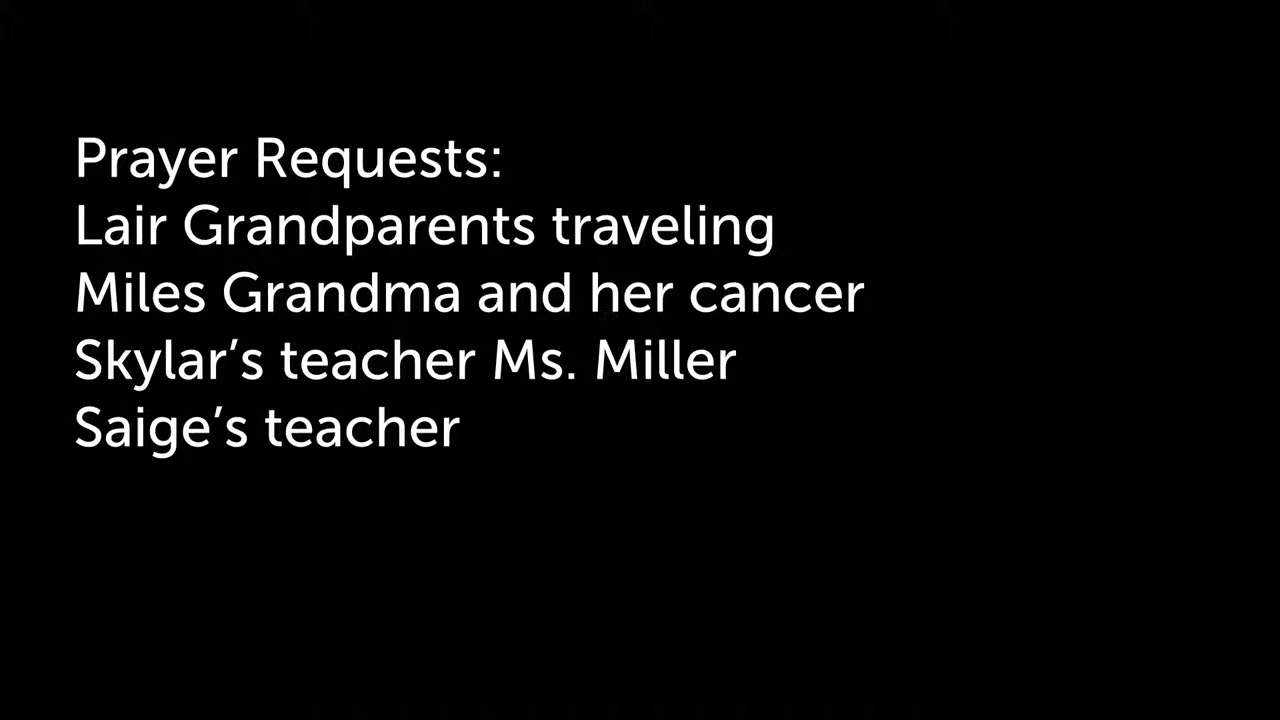 Prayer Requests:
Lair Grandparents traveling
Miles Grandma and her cancer
Skylar’s teacher Ms. Miller
Saige’s teacher